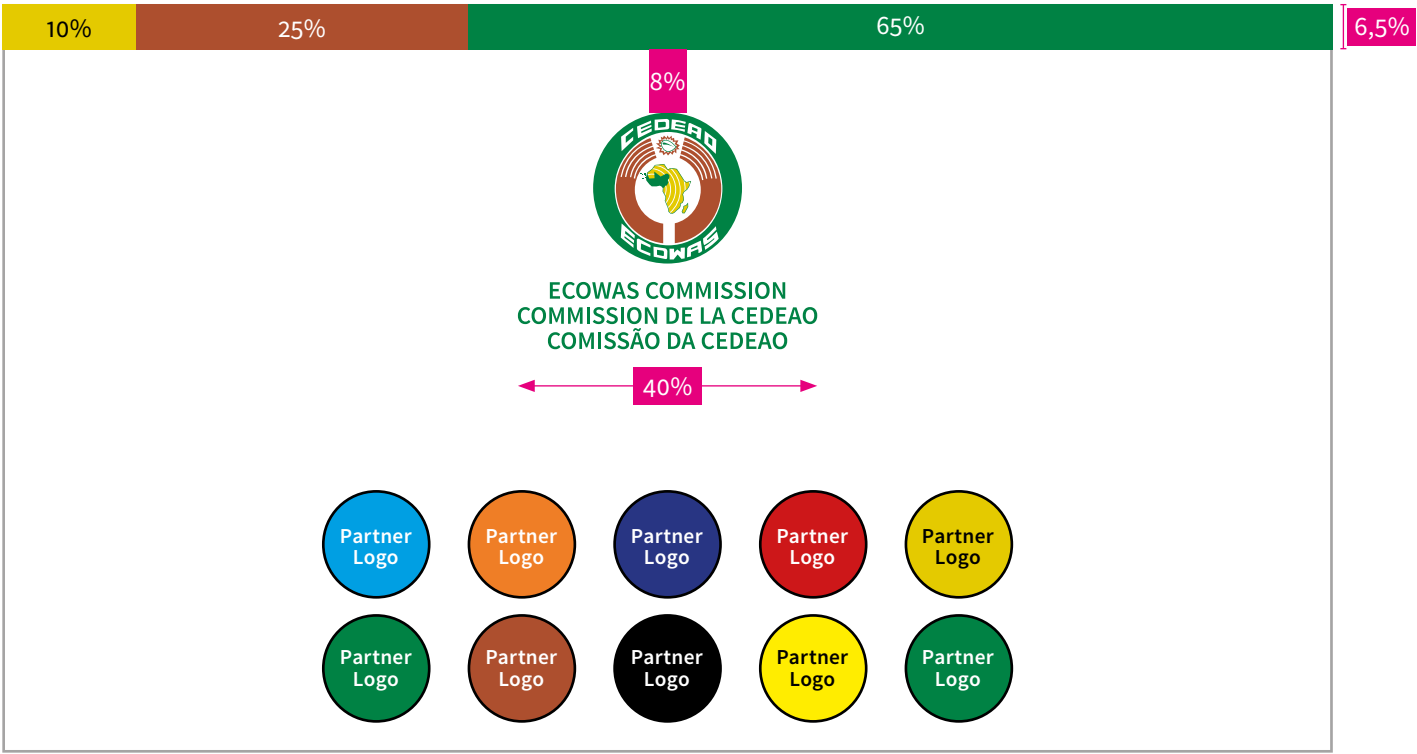 10%
25%
65%
6,5%
8%
CEDEAO
ECOWAS
ECOWAS COMMISSION
COMMISSION DE LA CEDEAO
COMISSÃO DA CEDEAO
40%
Partner
Logo
Partner
Logo
Partner
Logo
Partner
Logo
Partner
Logo
Partner
Logo
Partner
Logo
Partner
Logo
Partner
Logo
Partner
Logo